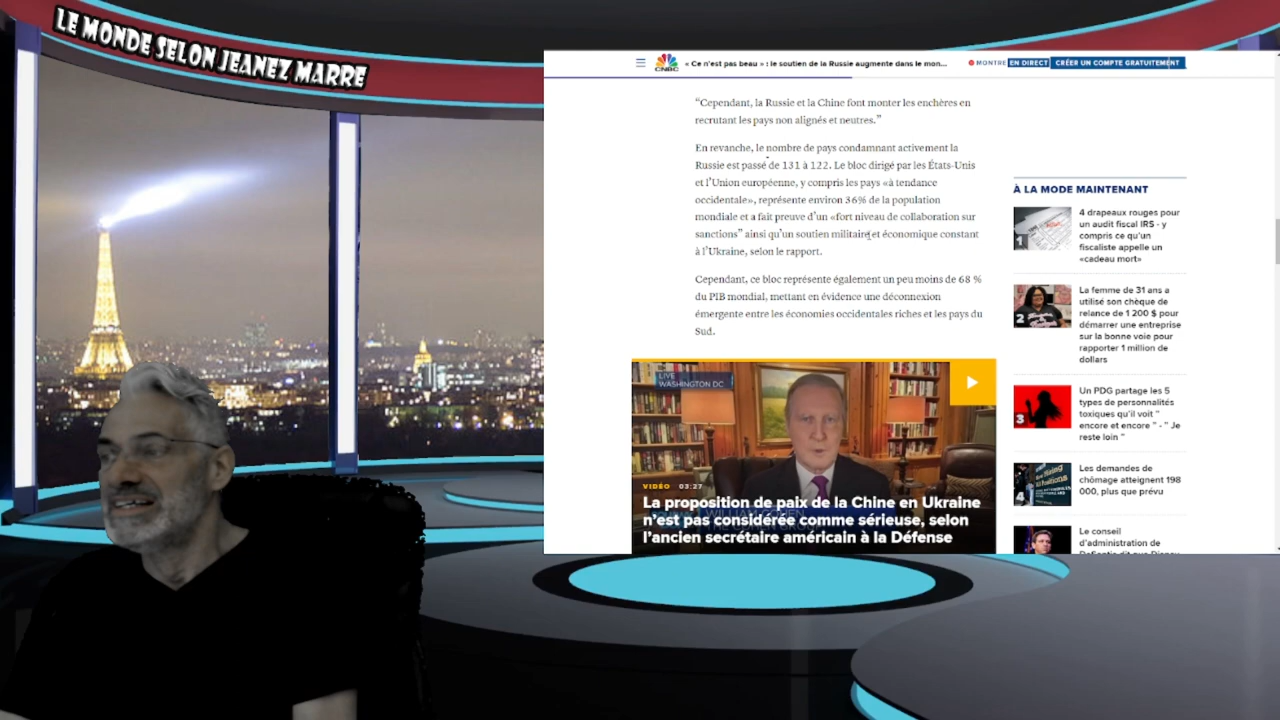 LE MONDE SELON JEANEZ MARRE
CNBC
« Ce n'est pas beau » : le soutien de la Russie augmente dans le mon...
MONTRE EN DIRECT
CRÉER UN COMPTE GRATUITEMENT
“Cependant, la Russie et la Chine font monter les enchères en
recrutant les pays non alignés et neutres.”
En revanche, le nombre de pays condamnant activement la
Russie est passé de 131 à 122. Le bloc dirigé par les États-Unis
et l'Union européenne, y compris les pays «à tendance
occidentale», représente environ 36% de la population
mondiale et a fait preuve d'un «fort niveau de collaboration sur
sanctions” ainsi qu'un soutien militaire et économique constant
à l'Ukraine, selon le rapport.
Cependant, ce bloc représente également un peu moins de 68 %
du PIB mondial, mettant en évidence une déconnexion
émergente entre les économies occidentales riches et les pays du
Sud.
LIVE
WASHINGTON DC
VIDÉO 03:27
La proposition de paix de la Chine en Ukraine
n'est pas considérée comme sérieuse, selon
l'ancien secrétaire américain à la Défense
À LA MODE MAINTENANT
1
4 drapeaux rouges pour
un audit fiscal IRS - y
compris ce qu'un
fiscaliste appelle un
«cadeau mort»
2
La femme de 31 ans a
utilisé son chèque de
relance de 1 200 $ pour
démarrer une entreprise
sur la bonne voie pour
rapporter 1 million de
dollars
3
Un PDG partage les 5
types de personnalités
toxiques qu'il voit "
encore et encore " - " Je
reste loin "
4
Les demandes de
chômage atteignent 198
000, plus que prévu
Le conseil
d'administration de